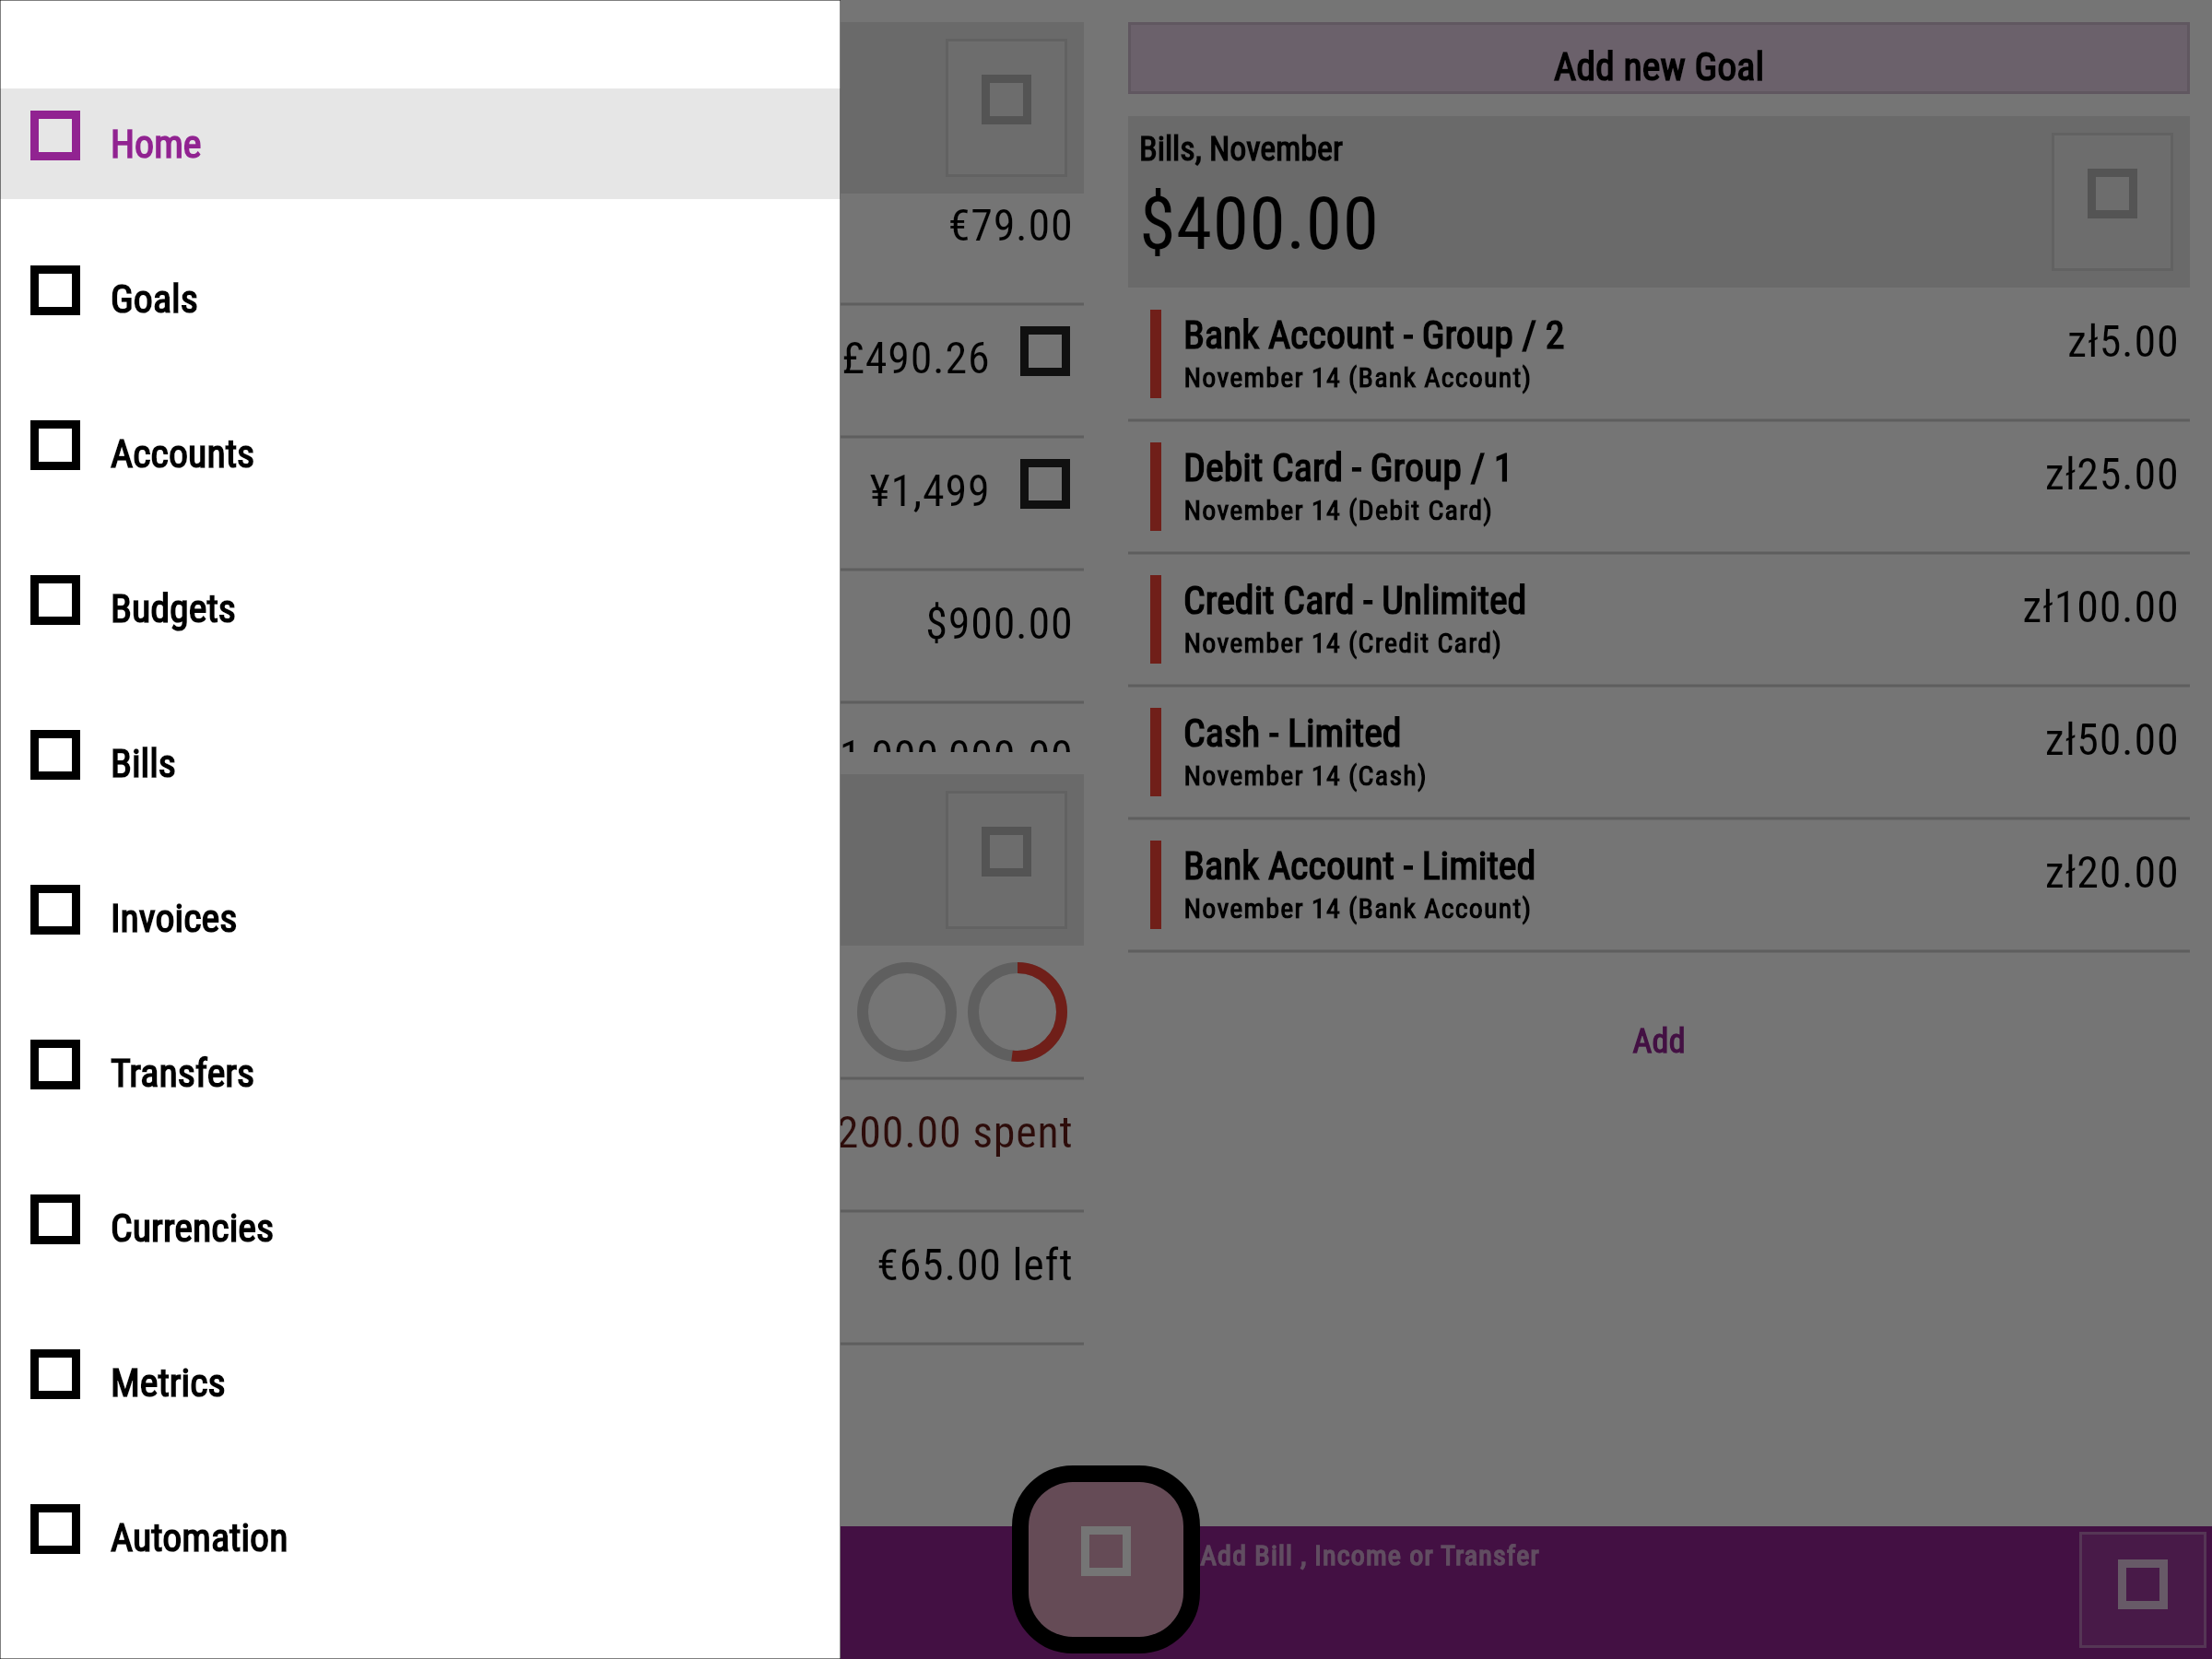 Home
Goals
Accounts
Budgets
Bills
Invoices
Transfers
Currencies
Metrics
Automation
€79.00
£490.26
¥1,499
$900.00
200.00 spent
€65.00 left
Add new Goal
Bills, November
$400.00
Bank Account - Group / 2
zł5.00
November 14 (Bank Account)
Debit Card - Group / 1
zł25.00
November 14 (Debit Card)
Credit Card - Unlimited
zł100.00
November 14 (Credit Card)
Cash - Limited
zł50.00
November 14 (Cash)
Bank Account - Limited
zł20.00
November 14 (Bank Account)
Add
Add Bill , Income or Transfer